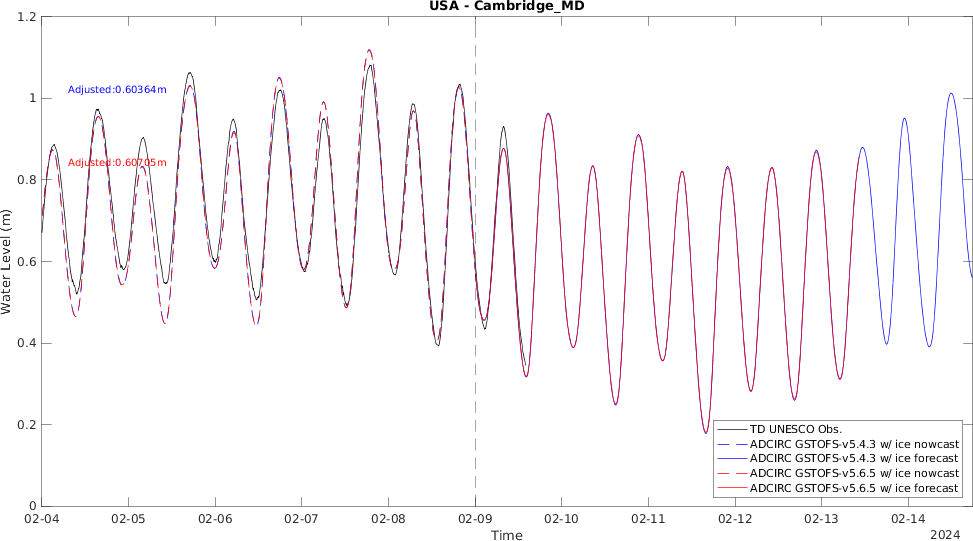 USA - Cambridge_MD
1.2
1
0.8
0.6
0.4
0.2
0
Water Level (m)
Adjusted:0.60364m
Adjusted:0.60705m
TD UNESCO Obs.
ADCIRC GSTOFS-v5.4.3 w/ ice nowcast
ADCIRC GSTOFS-v5.4.3 w/ ice forecast
ADCIRC GSTOFS-v5.6.5 w/ ice nowcast
ADCIRC GSTOFS-v5.6.5 w/ ice forecast
02-04 02-05 02-06 02-07 02-08 02-09 02-10 02-11 02-12 02-13 02-14
Time
2024